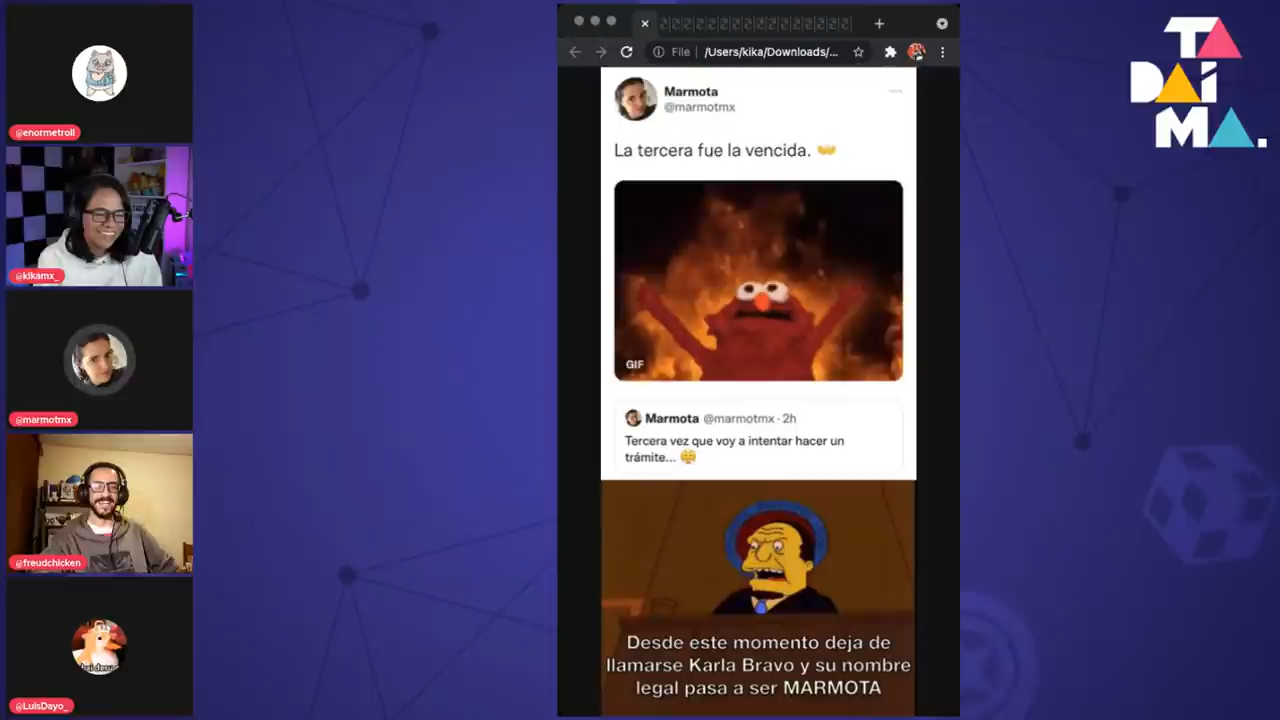 @enormetroll
@kikamx_
@marmotmx
@freudchicken
@LuisDayo_
File
/Users/kika/Downloads/...
Marmota
@marmotmx
La tercera fue la vencida.
GIF
Marmota @marmotmx · 2h
Tercera vez que voy a intentar hacer un
trámite...
Desde este momento deja de
llamarse Karla Bravo y su nombre
legal pasa a ser MARMOTA
TA
DAI
MA.